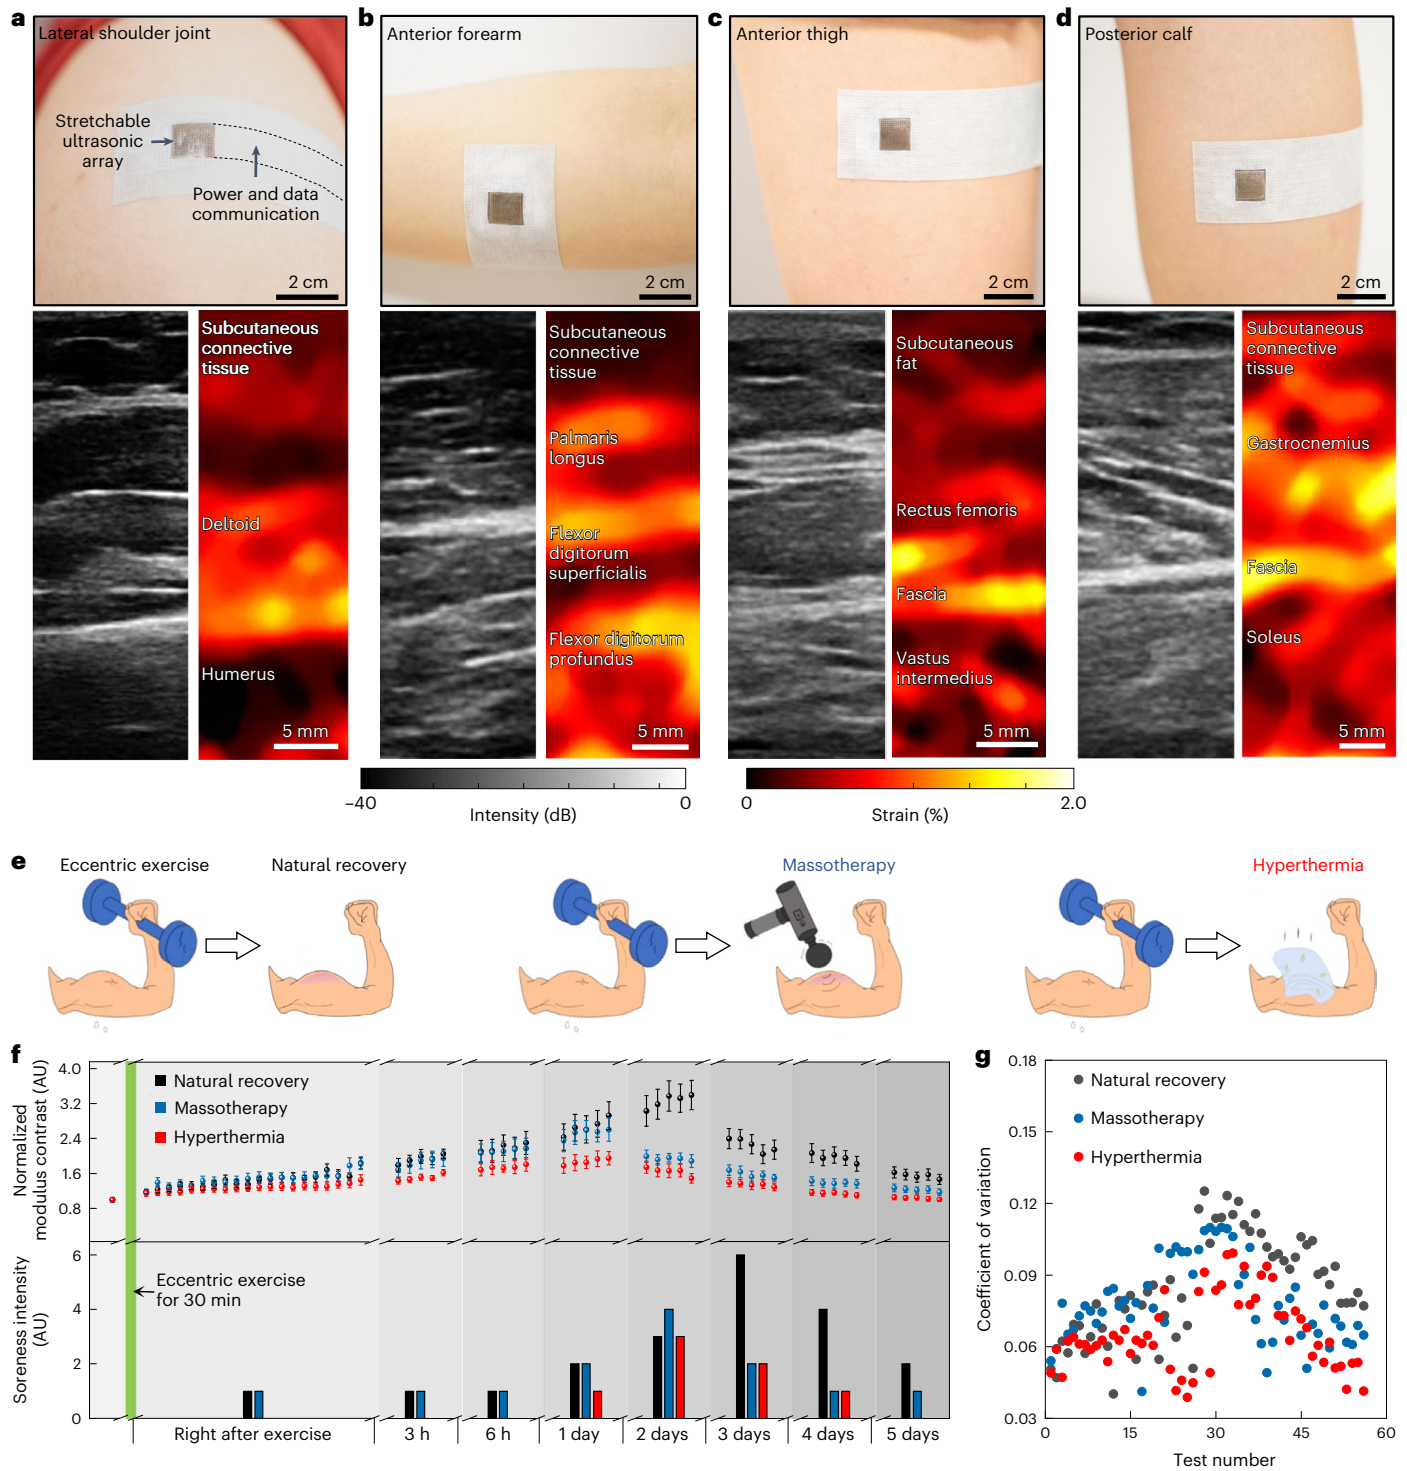 a
Lateral shoulder joint
Stretchable
ultrasonic
array
Power and data
communication
2 cm
b
Anterior forearm
2 cm
c
Anterior thigh
2 cm
d
Posterior calf
2 cm
Subcutaneous
connective
tissue
Deltoid
Humerus
5 mm
Subcutaneous
connective
tissue
Palmaris
longus
Flexor
digitorum
superficialis
Flexor digitorum
profundus
5 mm
Subcutaneous
fat
Rectus femoris
Fascia
Vastus
intermedius
5 mm
Subcutaneous
connective
tissue
Gastrocnemius
Fascia
Soleus
5 mm
−40
0
Intensity (dB)
0
2.0
Strain (%)
e
Eccentric exercise
Natural recovery
Massotherapy
Hyperthermia
f
Normalized
modulus contrast (AU)
4.0
3.2
2.4
1.6
0.8
Natural recovery
Massotherapy
Hyperthermia
Soreness intensity
(AU)
6
4
2
0
Eccentric exercise
for 30 min
Right after exercise
3 h
6 h
1 day
2 days
3 days
4 days
5 days
g
Coefficient of variation
0.18
0.15
0.12
0.09
0.06
0.03
Natural recovery
Massotherapy
Hyperthermia
0
15
30
45
60
Test number